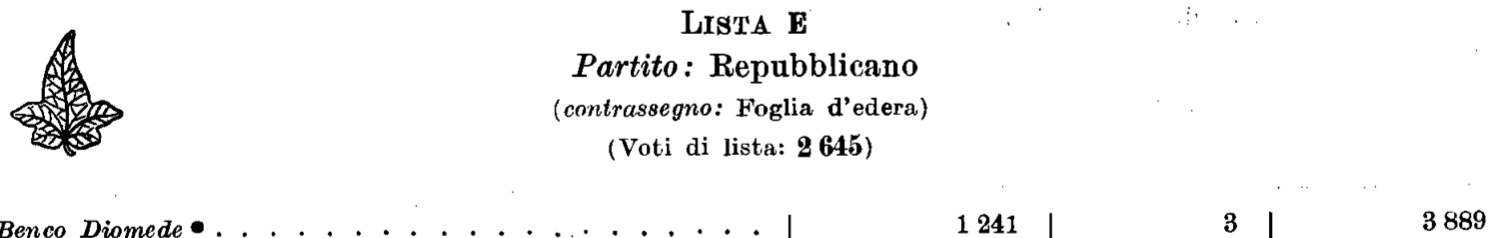 LISTA E
Partito: Repubblicano
(contrassegno: Foglia d'edera)
(Voti di lista: 2 645)
Benco Diomede ● . . . . . . . . . . . . . . . . . . . . . . | 1 241 | 3 | 3 889